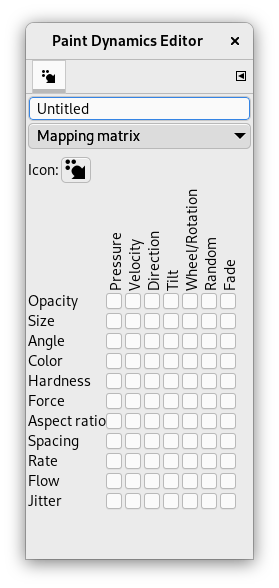 Paint Dynamics Editor
Untitled
Mapping matrix
Icon:
Pressure
Velocity
Direction
Tilt
Wheel/Rotation
Random
Fade
Opacity
Size
Angle
Color
Hardness
Force
Aspect ratio
Spacing
Rate
Flow
Jitter